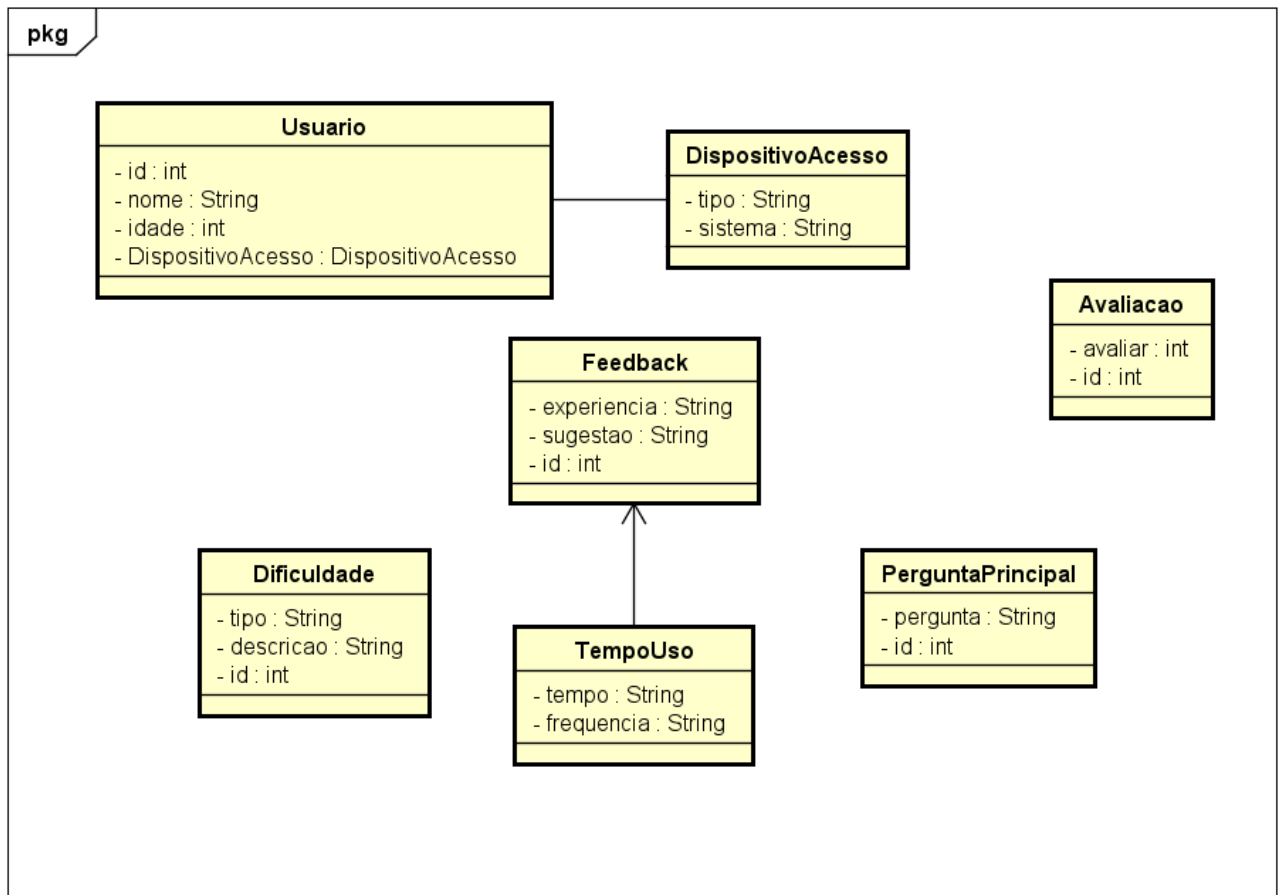 pkg
Usuario
- id : int
- nome : String
- idade : int
- DispositivoAcesso : DispositivoAcesso
DispositivoAcesso
- tipo : String
- sistema : String
Avaliacao
- avaliar : int
- id : int
Feedback
- experiencia : String
- sugestao : String
- id : int
Dificuldade
- tipo : String
- descricao : String
- id : int
TempoUso
- tempo : String
- frequencia : String
PerguntaPrincipal
- pergunta : String
- id : int